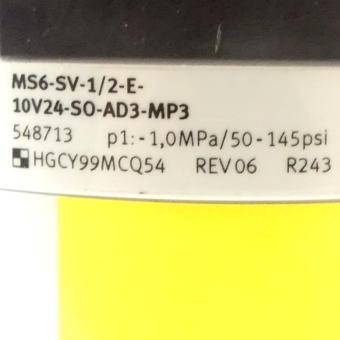 MS6-SV-1/2-E-
10V24-SO-AD3-MP3
548713 p1:-1,0MPa/50-145psi
HGCY99MCQ54 REV06 R243